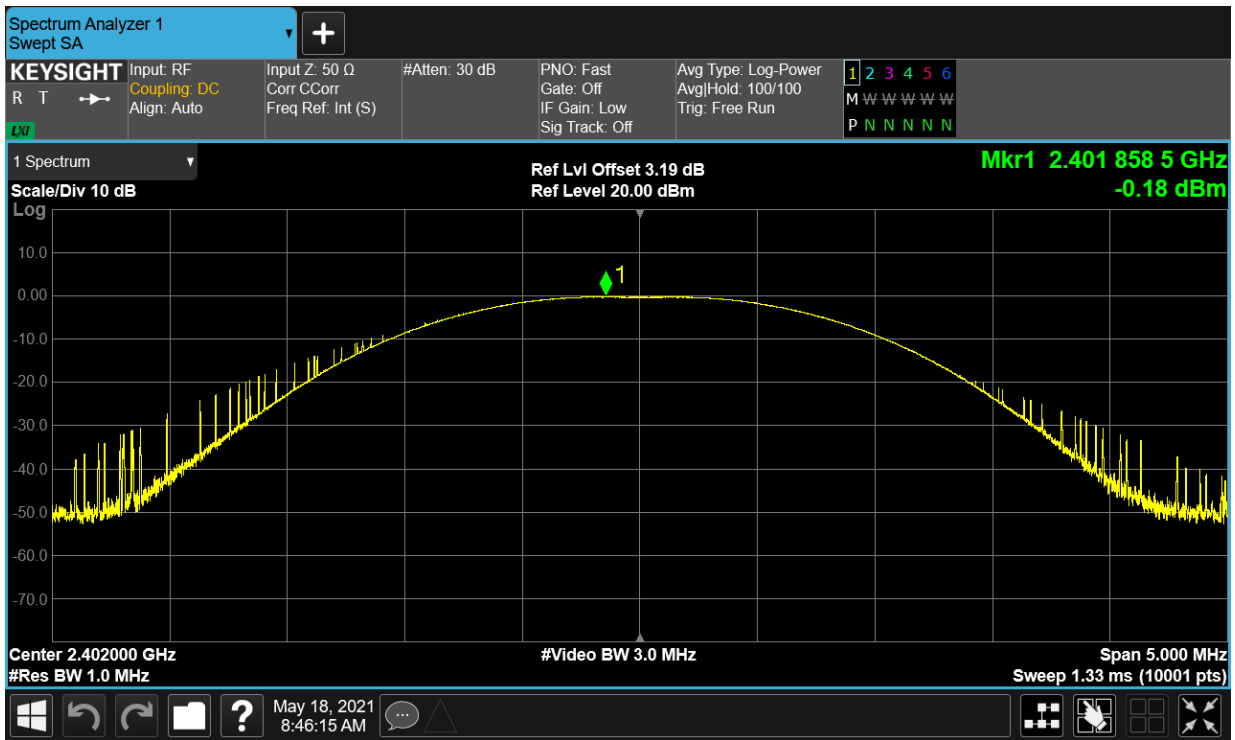 Spectrum Analyzer 1
Swept SA
+
KEYSIGHT
R T
LXI
Input: RF
Coupling: DC
Align: Auto
Input Z: 50 Ω
Corr CCorr
Freq Ref: Int (S)
#Atten: 30 dB
PNO: Fast
Gate: Off
IF Gain: Low
Sig Track: Off
Avg Type: Log-Power
Avg|Hold: 100/100
Trig: Free Run
1 2 3 4 5 6
M W W W W W
P N N N N N
1 Spectrum
Scale/Div 10 dB
Log
Ref Lvl Offset 3.19 dB
Ref Level 20.00 dBm
Mkr1 2.401 858 5 GHz
-0.18 dBm
10.0
0.00
-10.0
-20.0
-30.0
-40.0
-50.0
-60.0
-70.0
1
Center 2.402000 GHz
#Res BW 1.0 MHz
#Video BW 3.0 MHz
Span 5.000 MHz
Sweep 1.33 ms (10001 pts)
?
May 18, 2021
8:46:15 AM
...